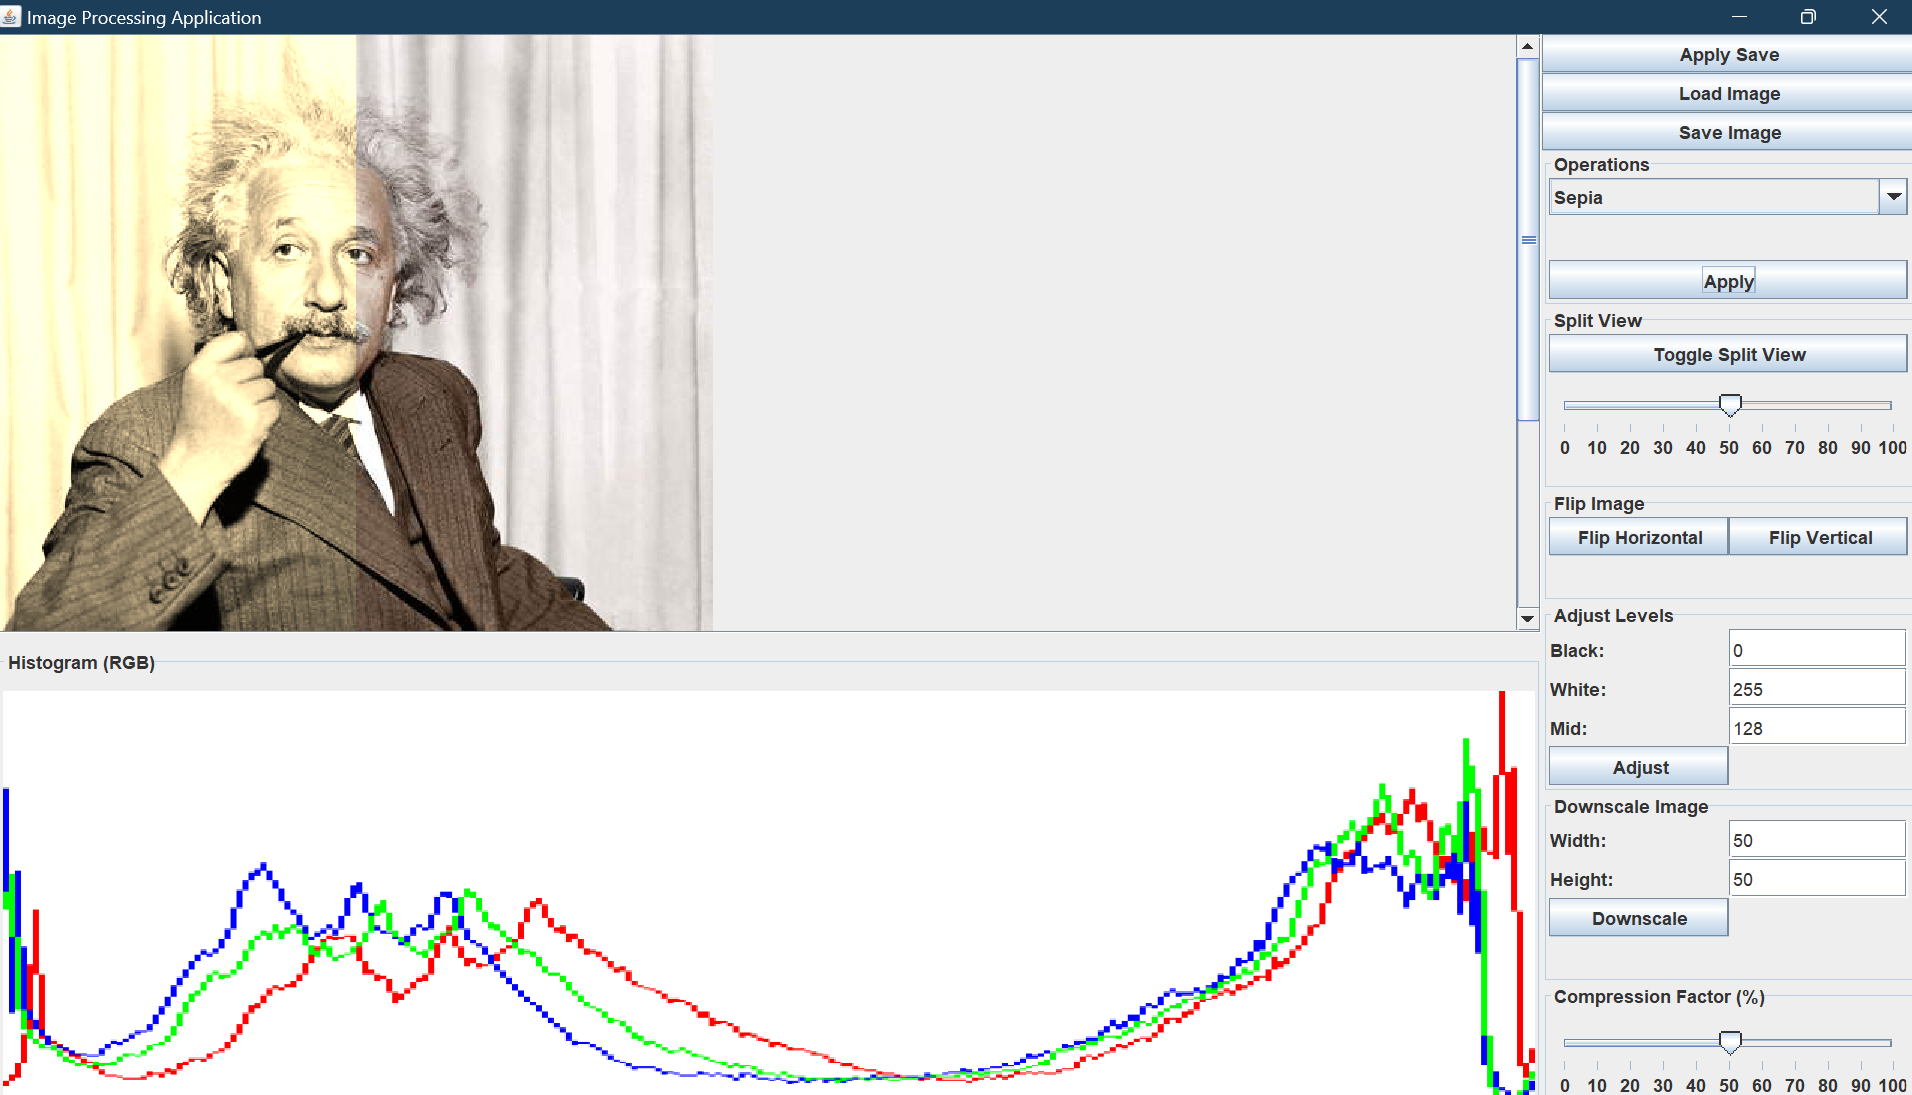 Image Processing Application
Apply Save
Load Image
Save Image
Operations
Sepia
Apply
Split View
Toggle Split View
0 10 20 30 40 50 60 70 80 90 100
Flip Image
Flip Horizontal Flip Vertical
Adjust Levels
Black: 0
White: 255
Mid: 128
Adjust
Downscale Image
Width: 50
Height: 50
Downscale
Compression Factor (%)
0 10 20 30 40 50 60 70 80 90 100
Histogram (RGB)